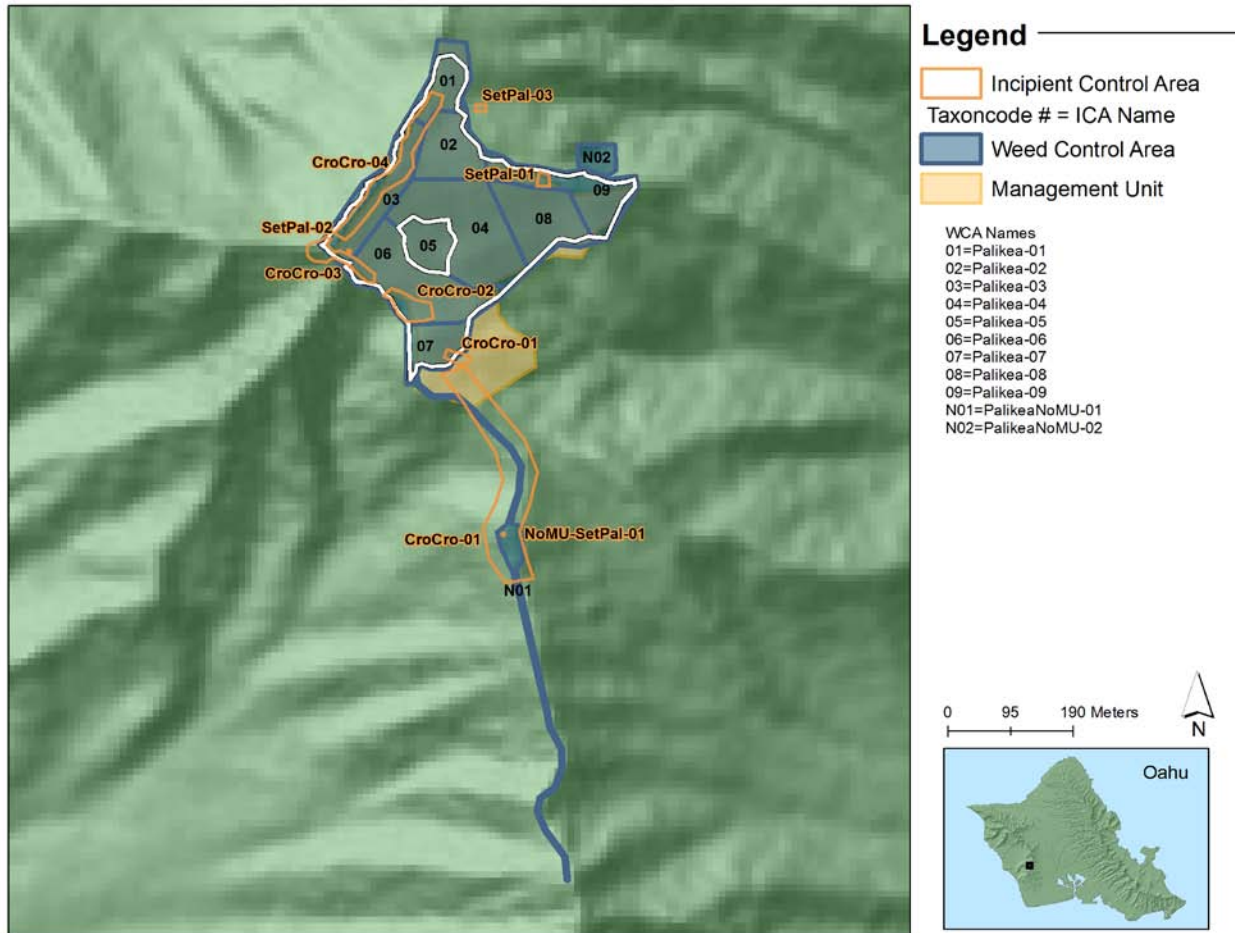 01
SetPal-03
02
N02
CroCro-04
SetPal-01
09
03
08
04
SetPal-02
05
06
CroCro-03
CroCro-02
07
CroCro-01
CroCro-01
NoMU-SetPal-01
N01
Legend
Incipient Control Area
Taxoncode # = ICA Name
Weed Control Area
Management Unit
WCA Names
01=Palikea-01
02=Palikea-02
03=Palikea-03
04=Palikea-04
05=Palikea-05
06=Palikea-06
07=Palikea-07
08=Palikea-08
09=Palikea-09
N01=PalikeaNoMU-01
N02=PalikeaNoMU-02
0 95 190 Meters
N
Oahu